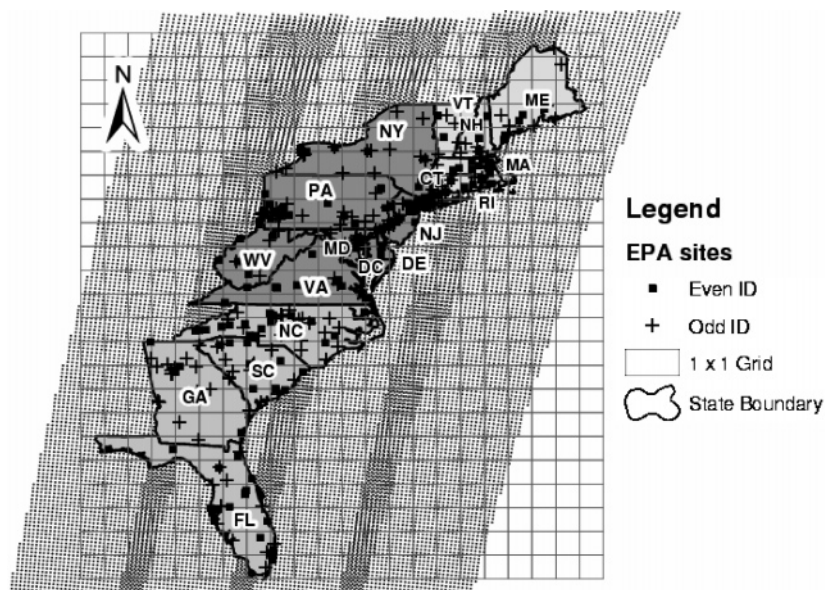 N
VT
ME
NH
NY
MA
CT
RI
PA
NJ
MD
WV
DC
DE
VA
NC
SC
GA
FL
Legend
EPA sites
Even ID
Odd ID
1 x 1 Grid
State Boundary